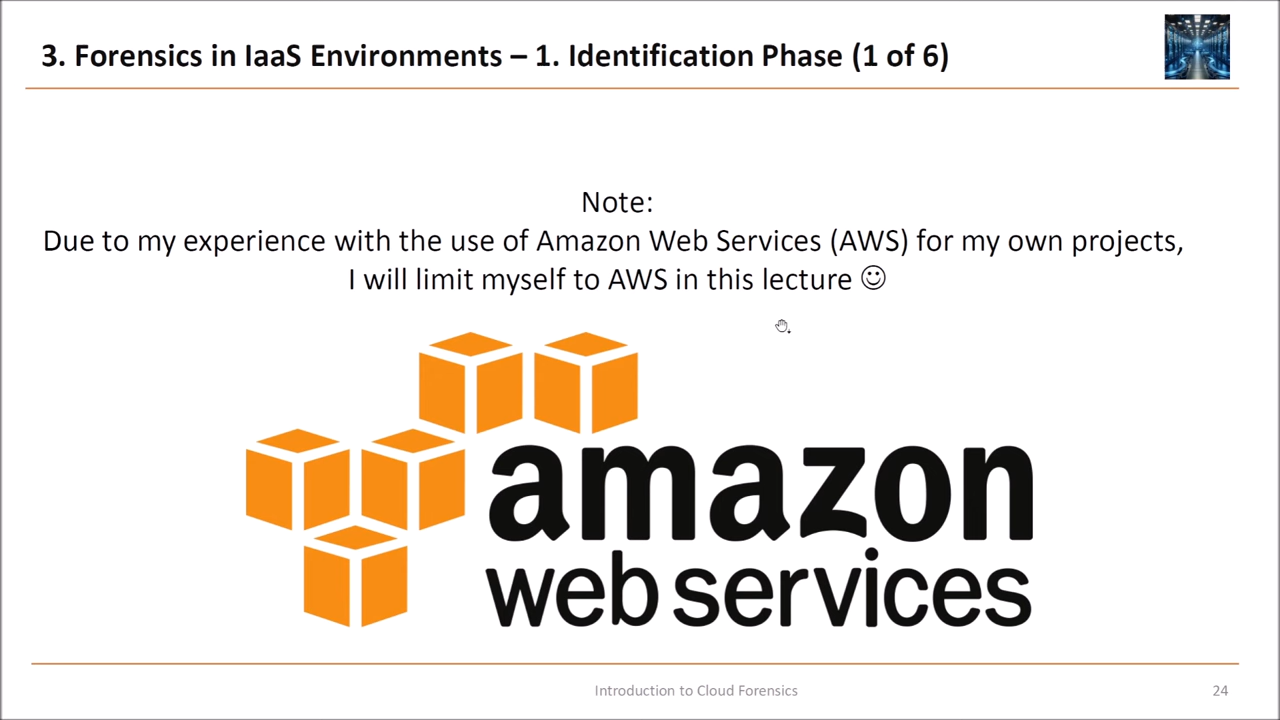 3. Forensics in IaaS Environments – 1. Identification Phase (1 of 6)
Note:
Due to my experience with the use of Amazon Web Services (AWS) for my own projects,
I will limit myself to AWS in this lecture ☺
amazon
web services
Introduction to Cloud Forensics
24